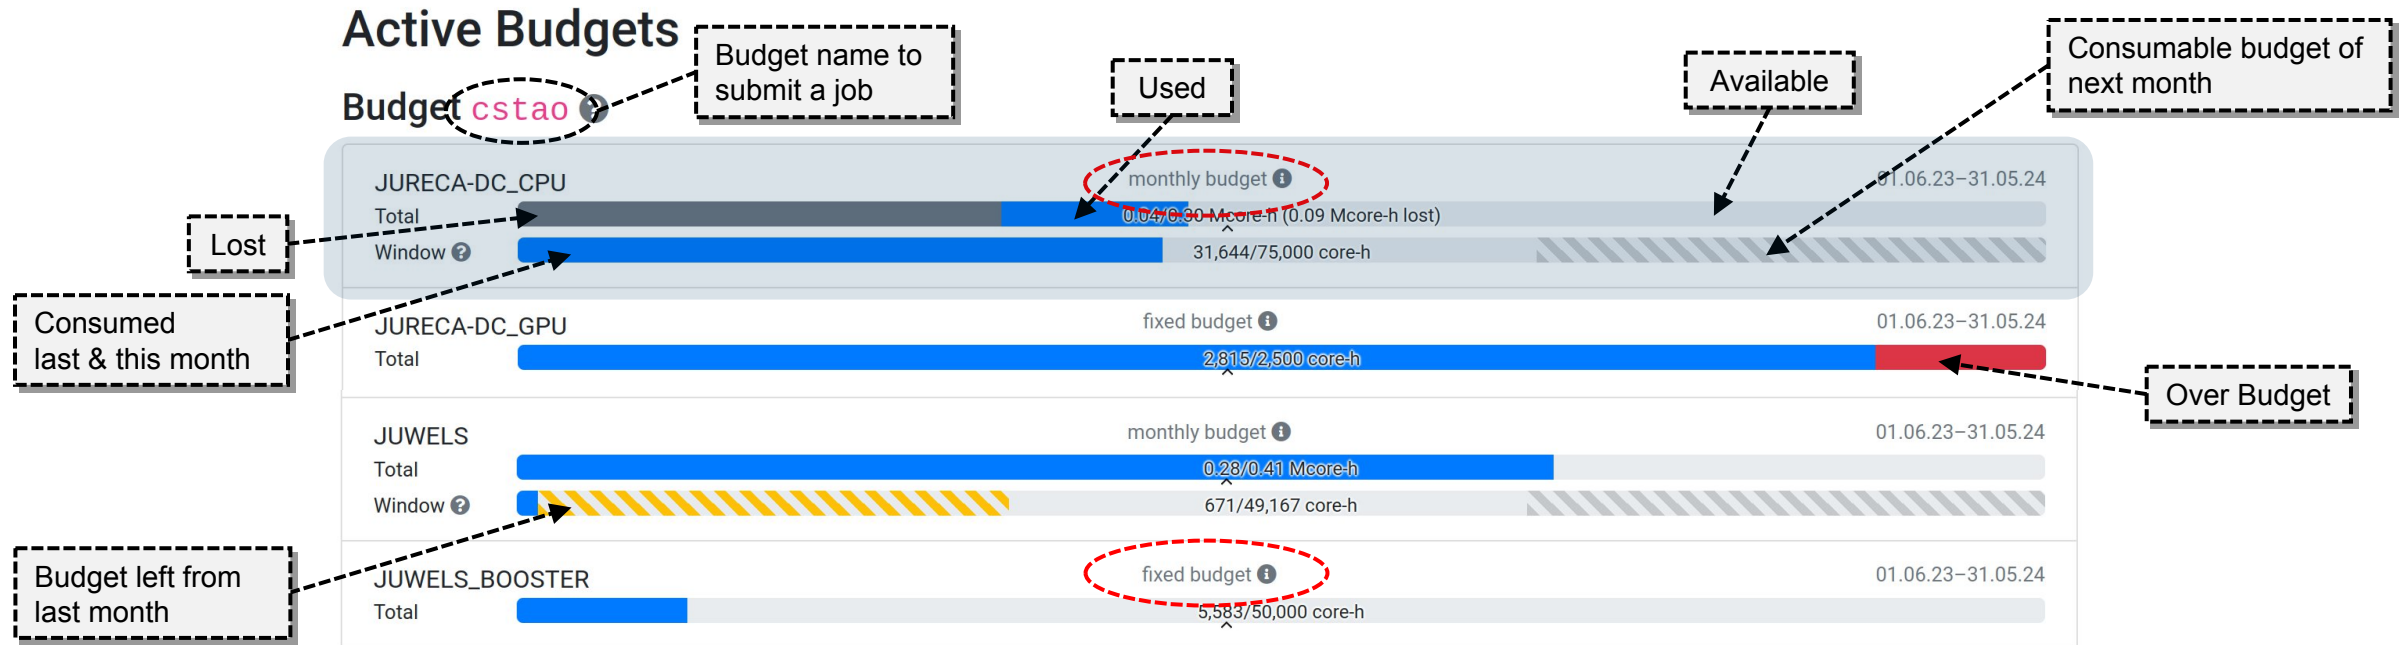 Active Budgets
Budget name to
submit a job
Used
Available
Consumable budget of
next month
Budget cstao
JURECA-DC_CPU
monthly budget
01.06.23–31.05.24
Total
0.04/0.30 Mcore-h (0.09 Mcore-h lost)
Lost
Window
31,644/75,000 core-h
Consumed
last & this month
JURECA-DC_GPU
fixed budget
01.06.23–31.05.24
Total
2,815/2,500 core-h
Over Budget
JUWELS
monthly budget
01.06.23–31.05.24
Total
0.28/0.41 Mcore-h
Window
671/49,167 core-h
Budget left from
last month
JUWELS_BOOSTER
fixed budget
01.06.23–31.05.24
Total
5,583/50,000 core-h